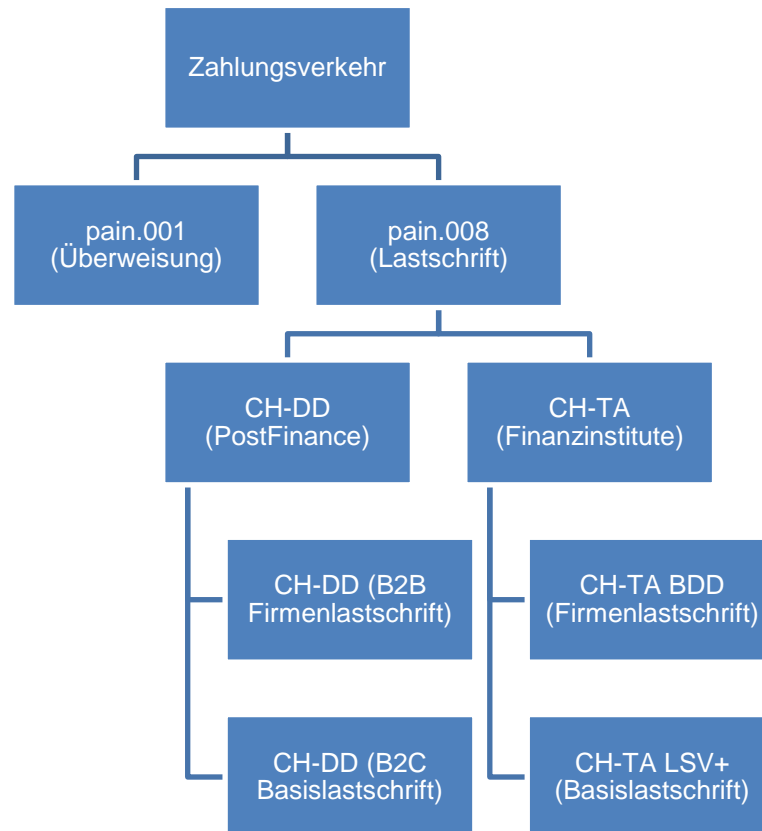 Zahlungsverkehr
pain.001
(Überweisung)
pain.008
(Lastschrift)
CH-DD
(PostFinance)
CH-TA
(Finanzinstitute)
CH-DD (B2B
Firmenlastschrift)
CH-TA BDD
(Firmenlastschrift)
CH-DD (B2C
Basislastschrift)
CH-TA LSV+
(Basislastschrift)